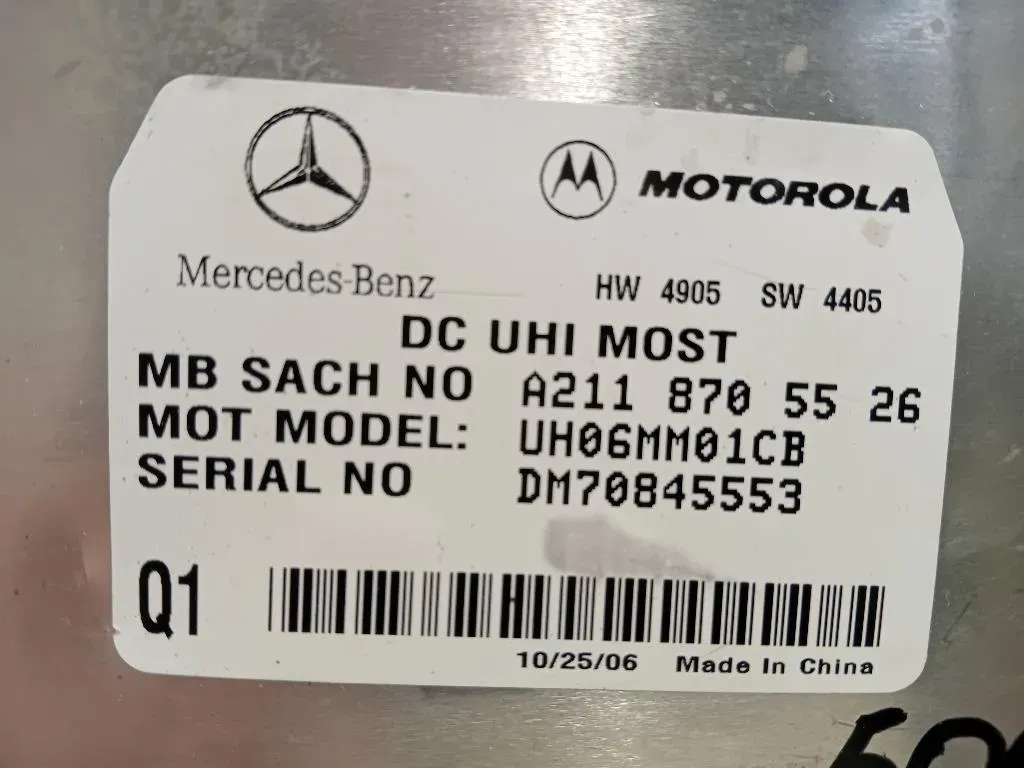 MOTOROLA
Mercedes-Benz
HW 4905 SW 4405
DC UHI MOST
MB SACH NO A211 870 55 26
MOT MODEL: UH06MM01CB
SERIAL NO DM70845553
Q1
10/25/06 Made In China